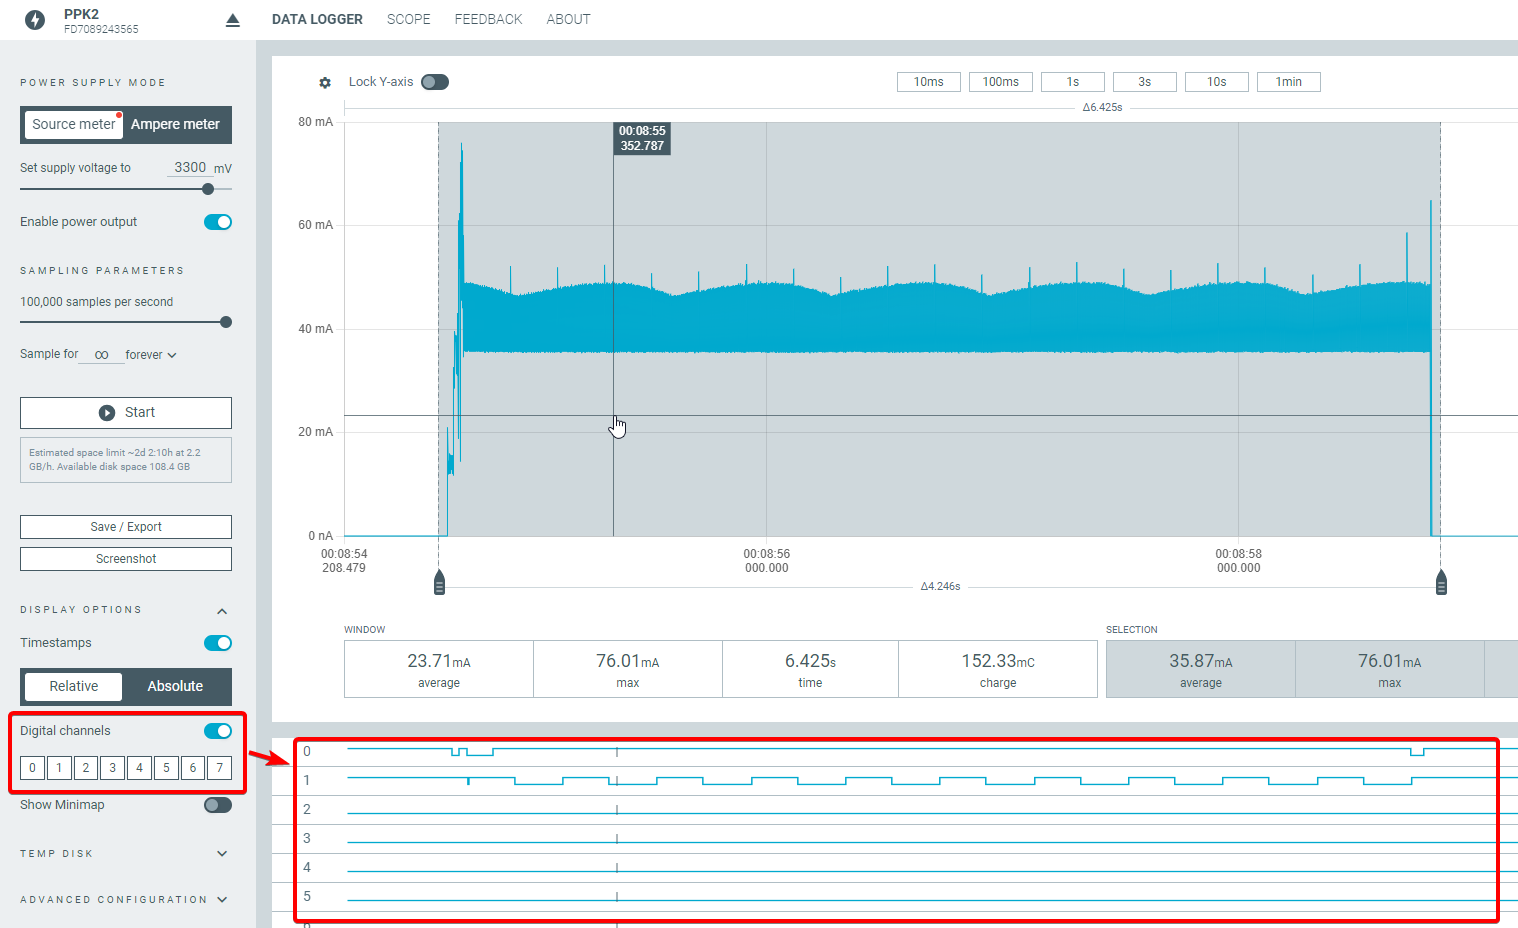 PPK2
FD7089243565
DATA LOGGER SCOPE FEEDBACK ABOUT
POWER SUPPLY MODE
Source meter Ampere meter
Set supply voltage to 3300 mV
Enable power output
SAMPLING PARAMETERS
100,000 samples per second
Sample for ∞ forever
Start
Estimated space limit ~2d 2:10h at 2.2
GB/h. Available disk space 108.4 GB
Save / Export
Screenshot
DISPLAY OPTIONS
Timestamps
Relative Absolute
Digital channels
0 1 2 3 4 5 6 7
Show Minimap
TEMP DISK
ADVANCED CONFIGURATION
Lock Y-axis
10ms 100ms 1s 3s 10s 1min
Δ6.425s
00:08:55
352.787
80 mA
60 mA
40 mA
20 mA
0 nA
00:08:54 00:08:56 00:08:58
208.479 000.000 000.000
Δ4.246s
WINDOW SELECTION
23.71mA 76.01mA 6.425s 152.33mC 35.87mA 76.01mA
average max time charge average max
0
1
2
3
4
5